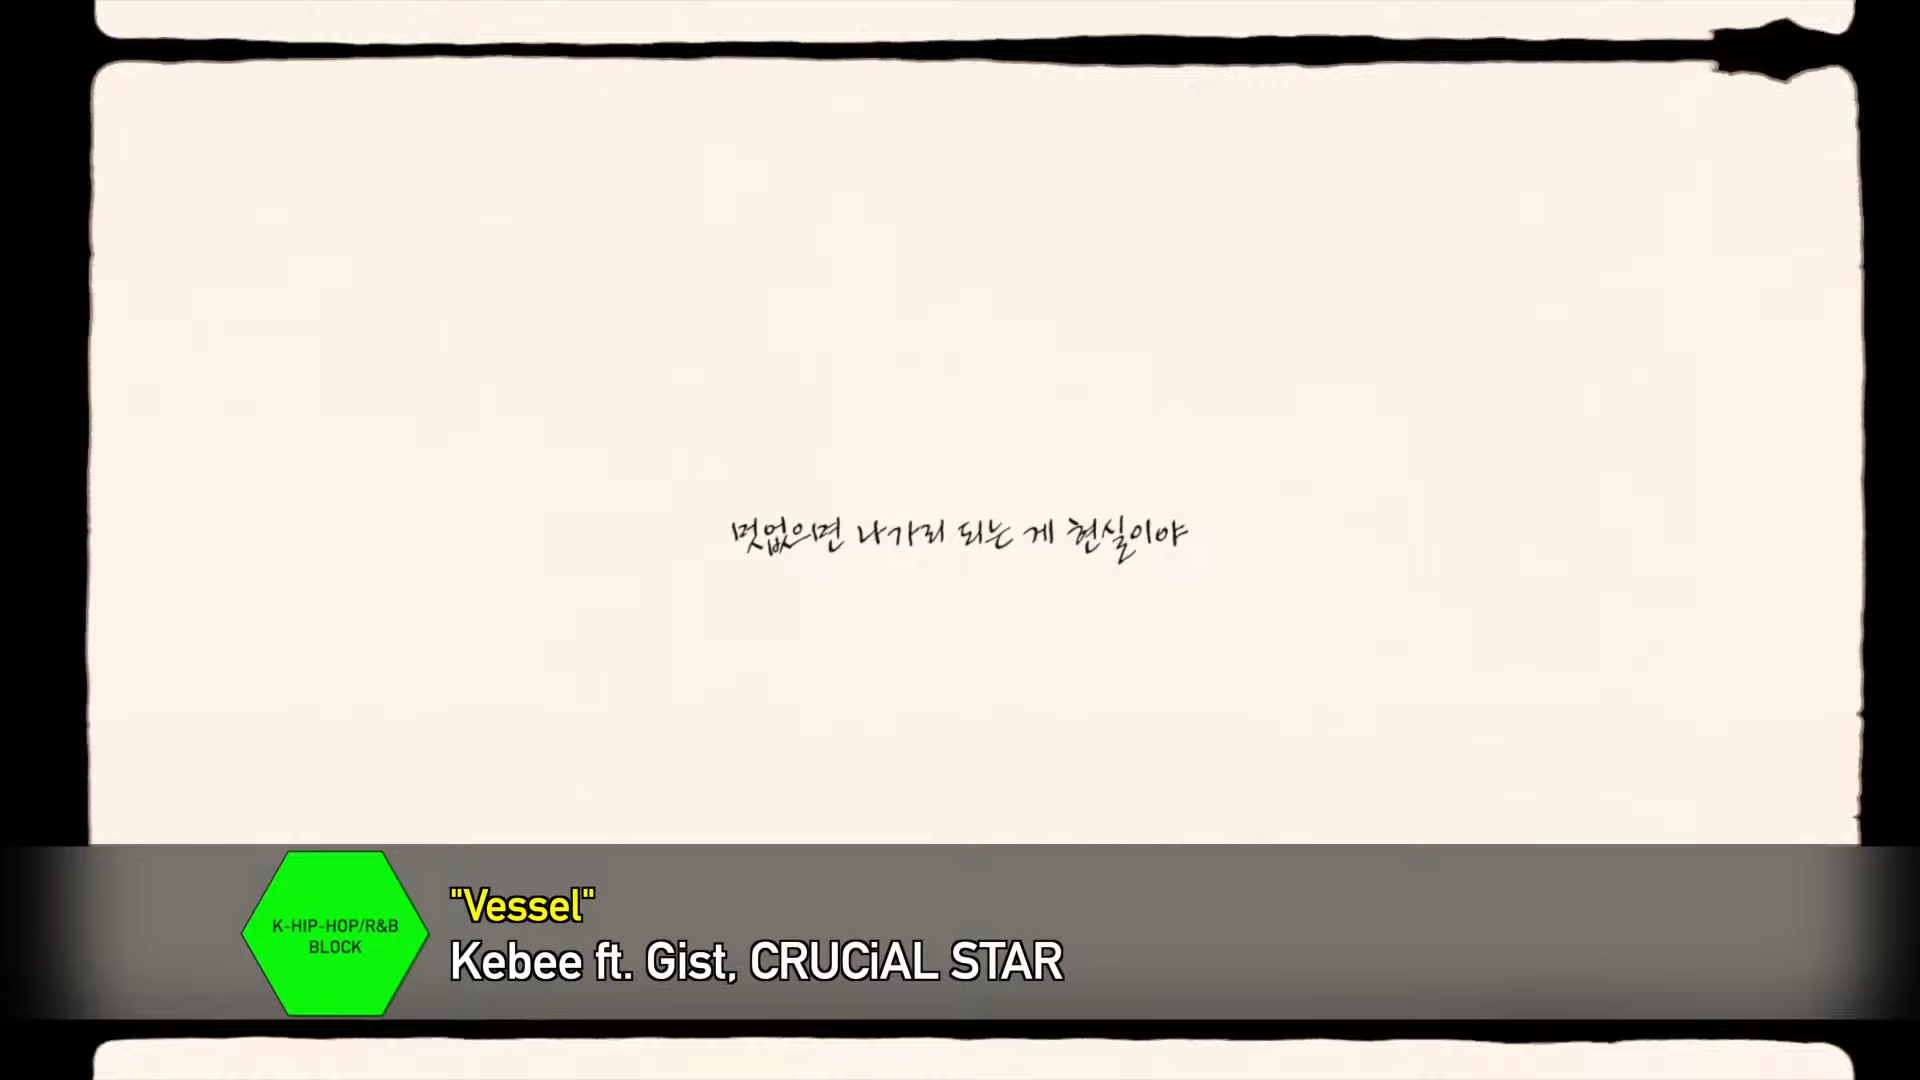 멋없으면 나가리 되는 게 현실이야
K-HIP-HOP/R&B
BLOCK
"Vessel"
Kebee ft. Gist, CRUCiAL STAR